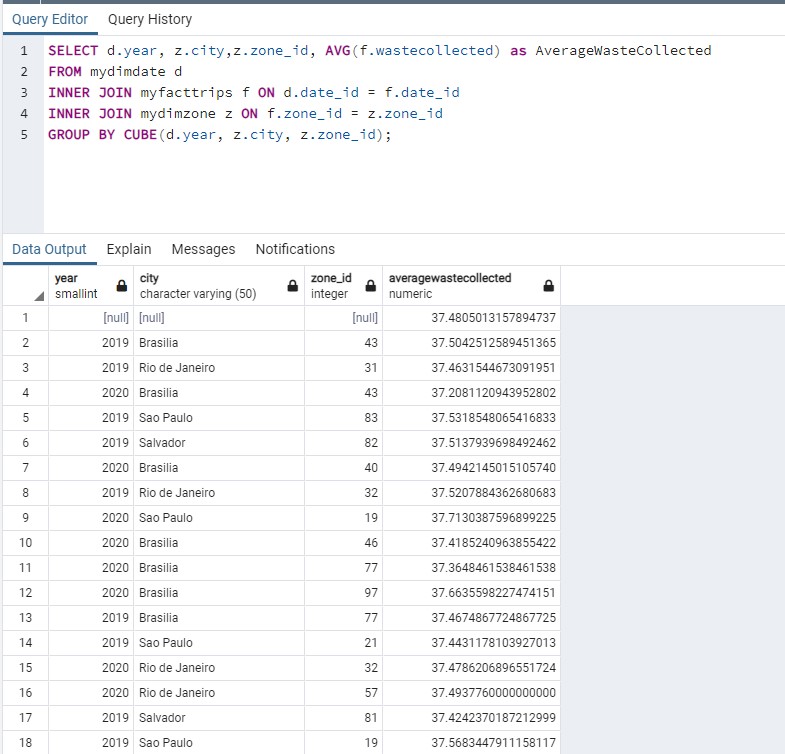 Query Editor Query History
1 SELECT d.year, z.city,z.zone_id, AVG(f.wastecollected) as AverageWasteCollected
2 FROM mydimdate d
3 INNER JOIN myfacttrips f ON d.date_id = f.date_id
4 INNER JOIN mydimzone z ON f.zone_id = z.zone_id
5 GROUP BY CUBE(d.year, z.city, z.zone_id);
Data Output Explain Messages Notifications
year city zone_id averagewastecollected
smallint character varying (50) integer numeric
1 [null] [null] [null] 37.4805013157894737
2 2019 Brasilia 43 37.5042512589451365
3 2019 Rio de Janeiro 31 37.4631544673091951
4 2020 Brasilia 43 37.2081120943952802
5 2019 Sao Paulo 83 37.5318548065416833
6 2019 Salvador 82 37.5137939698492462
7 2020 Brasilia 40 37.4942145015105740
8 2019 Rio de Janeiro 32 37.5207884362680683
9 2020 Sao Paulo 19 37.7130387596899225
10 2020 Brasilia 46 37.4185240963855422
11 2020 Brasilia 77 37.3648461538461538
12 2020 Brasilia 97 37.6635598227474151
13 2019 Brasilia 77 37.4674867724867725
14 2019 Sao Paulo 21 37.4431178103927013
15 2020 Rio de Janeiro 32 37.4786206896551724
16 2020 Rio de Janeiro 57 37.4937760000000000
17 2019 Salvador 81 37.4242370187212999
18 2019 Sao Paulo 19 37.5683447911158117